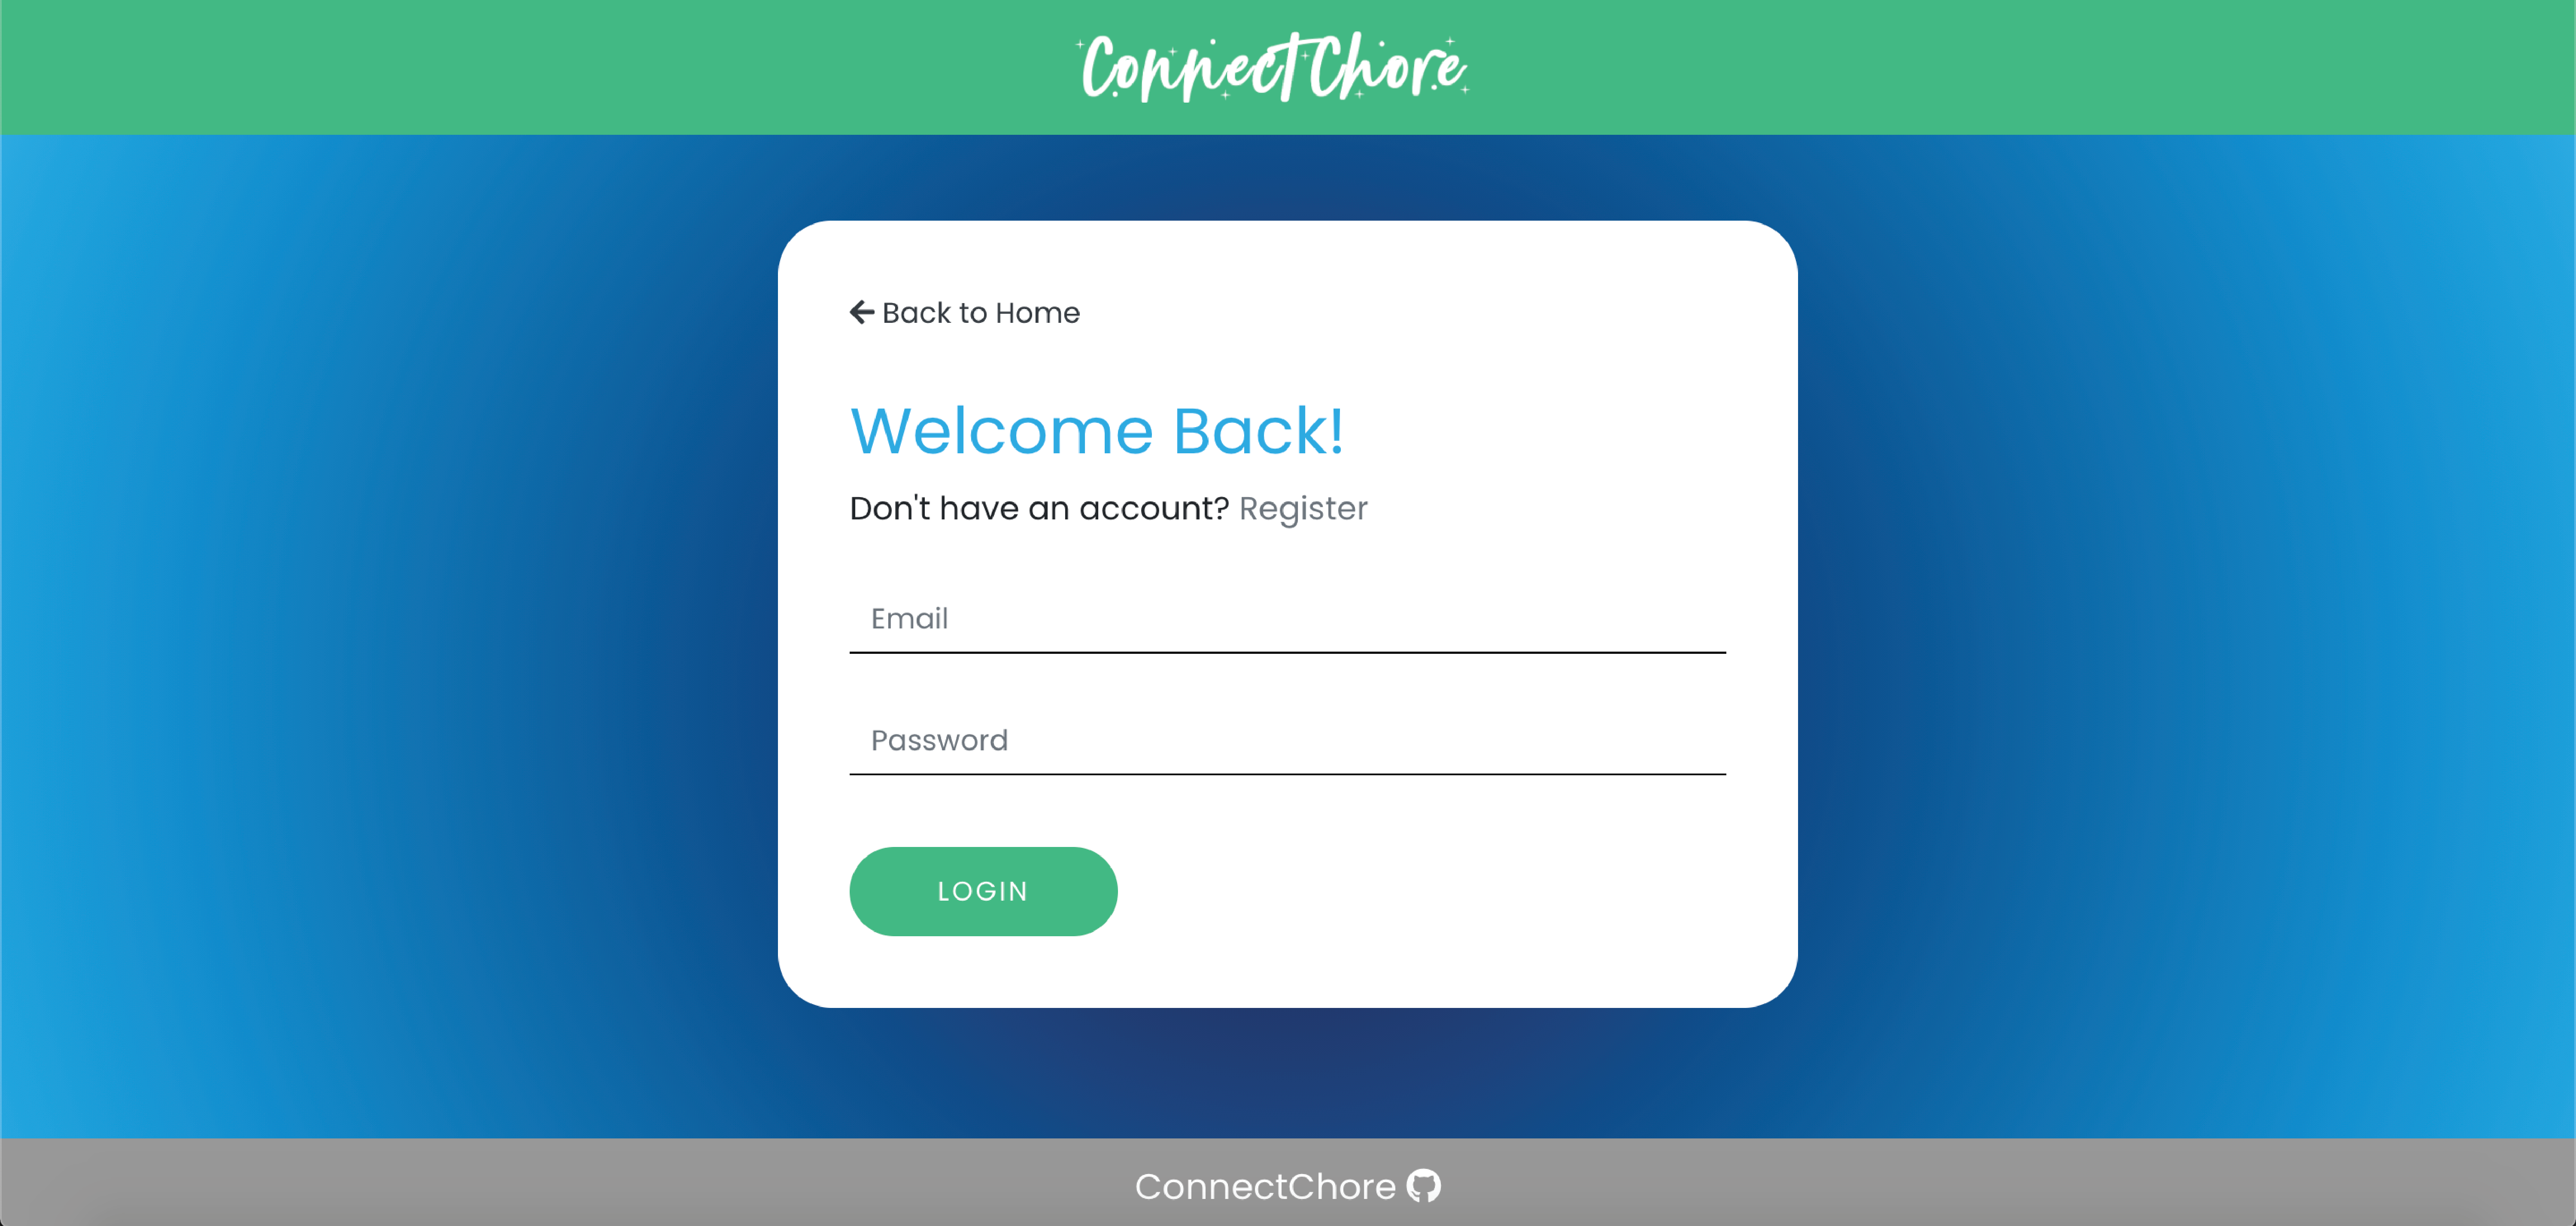 ConnectChore
Back to Home
Welcome Back!
Don't have an account? Register
Email
Password
LOGIN
ConnectChore